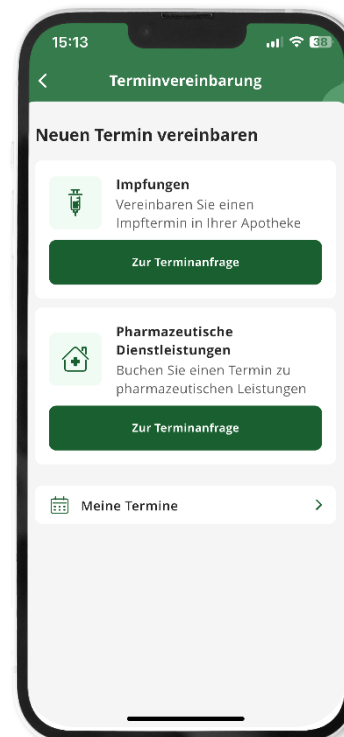 15:13
38
Terminvereinbarung
Neuen Termin vereinbaren
Impfungen
Vereinbaren Sie einen
Impftermin in Ihrer Apotheke
Zur Terminanfrage
Pharmazeutische
Dienstleistungen
Buchen Sie einen Termin zu
pharmazeutischen Leistungen
Zur Terminanfrage
Meine Termine